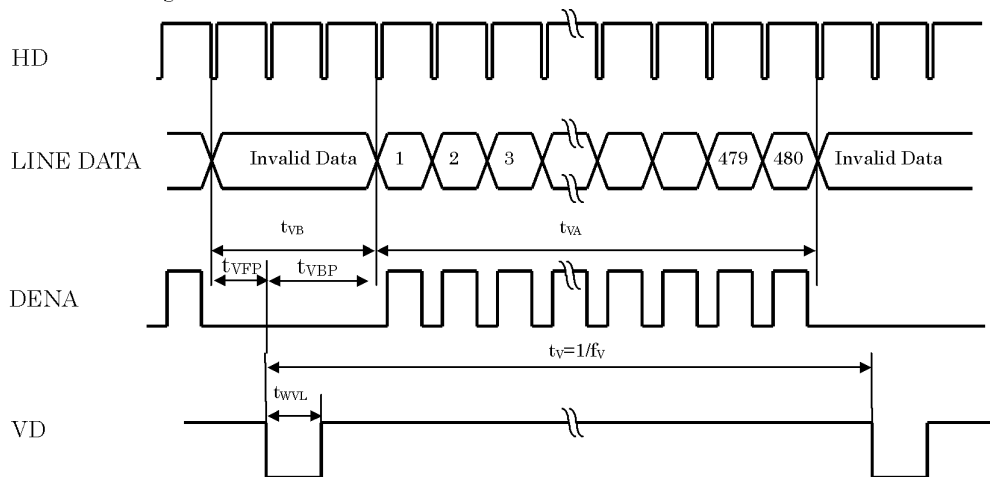 HD
LINE DATA
Invalid Data
1
2
3
479
480
Invalid Data
tVB
tVA
tVFP
tVBP
DENA
tV=1/fV
tWVL
VD